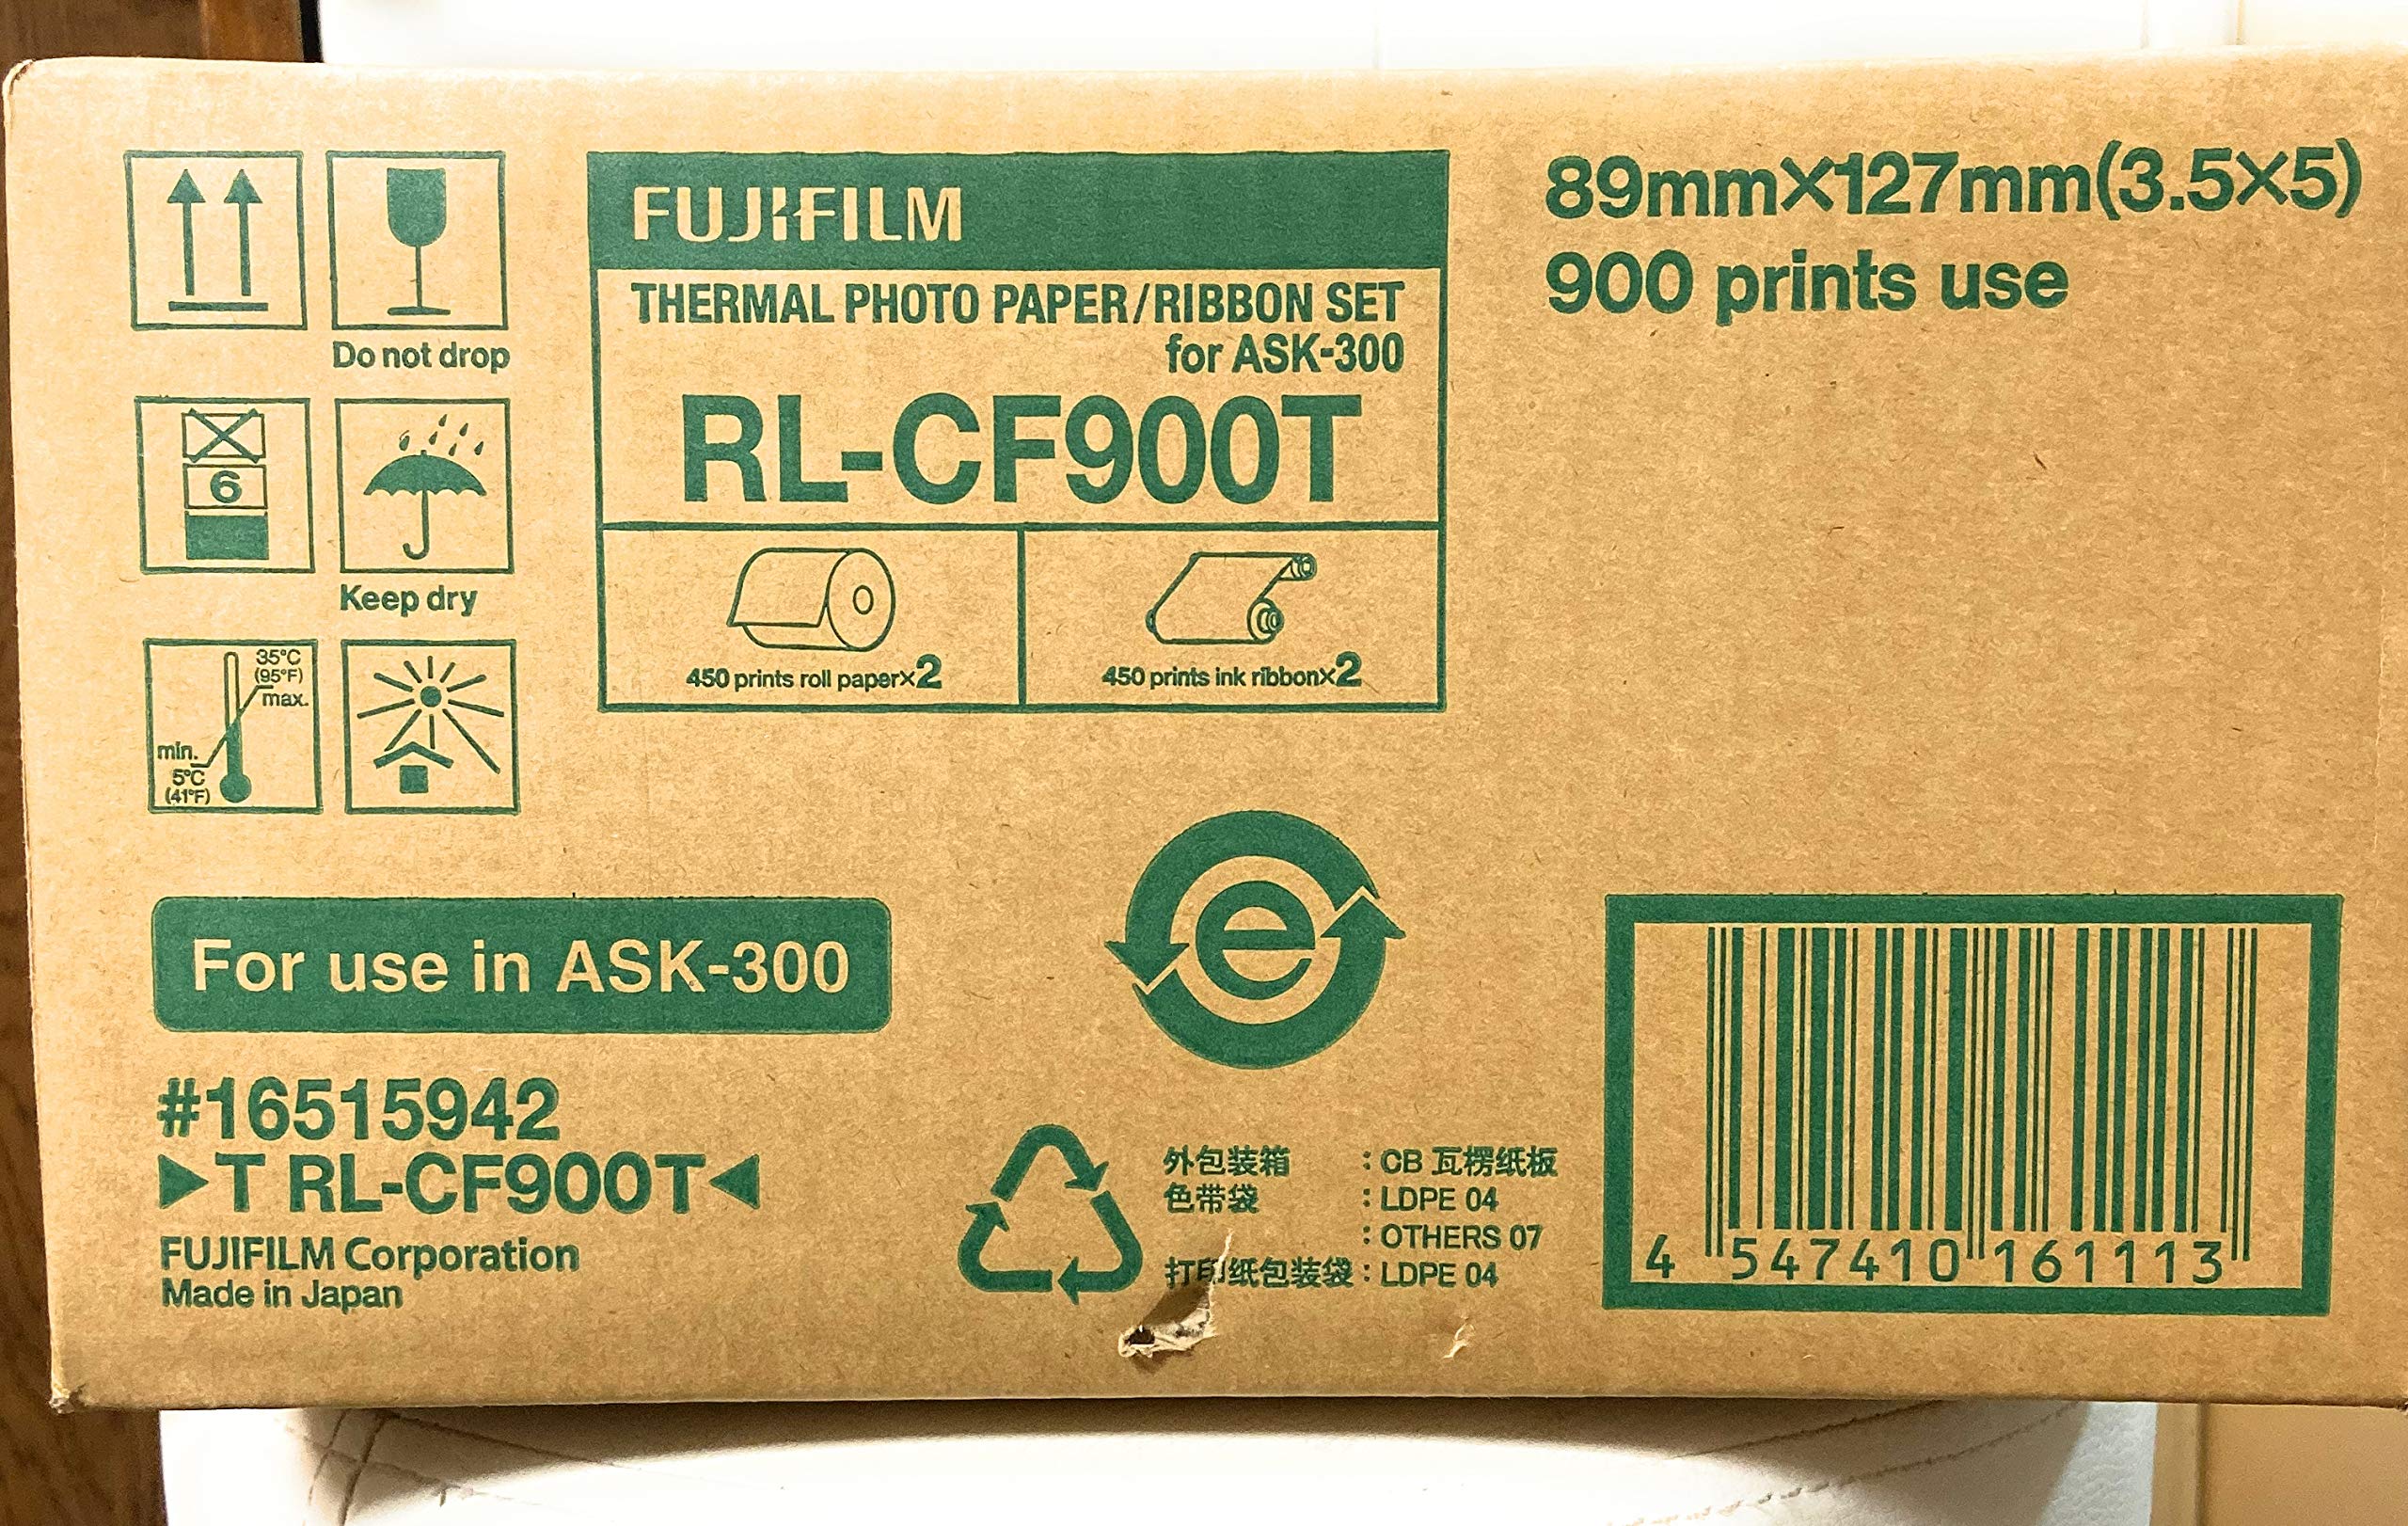 FUJIFILM
THERMAL PHOTO PAPER/RIBBON SET
for ASK-300
RL-CF900T
450 prints roll paper×2
450 prints ink ribbon×2
89mm×127mm(3.5×5)
900 prints use
Do not drop
6
Keep dry
35°C
(95°F)
max.
min.
5°C
(41°F)
For use in ASK-300
#16515942
▶T RL-CF900T◀
FUJIFILM Corporation
Made in Japan
e
外包装箱 : CB 瓦楞纸板
色带袋 : LDPE 04
: OTHERS 07
打印纸包装袋 : LDPE 04
4 547410 161113